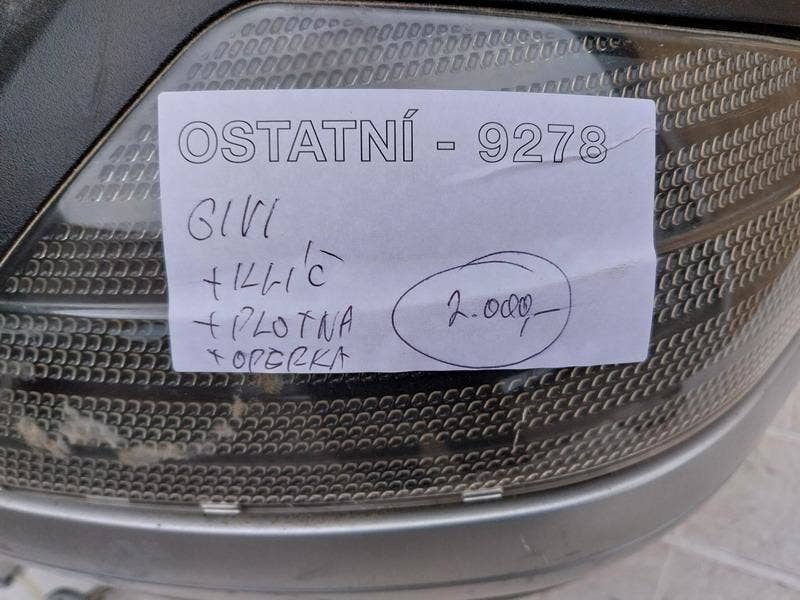 OSTATNÍ - 9278
GIVI
+ KLÍČ
+ PLOTNA
+ OPERKA
2.000,-